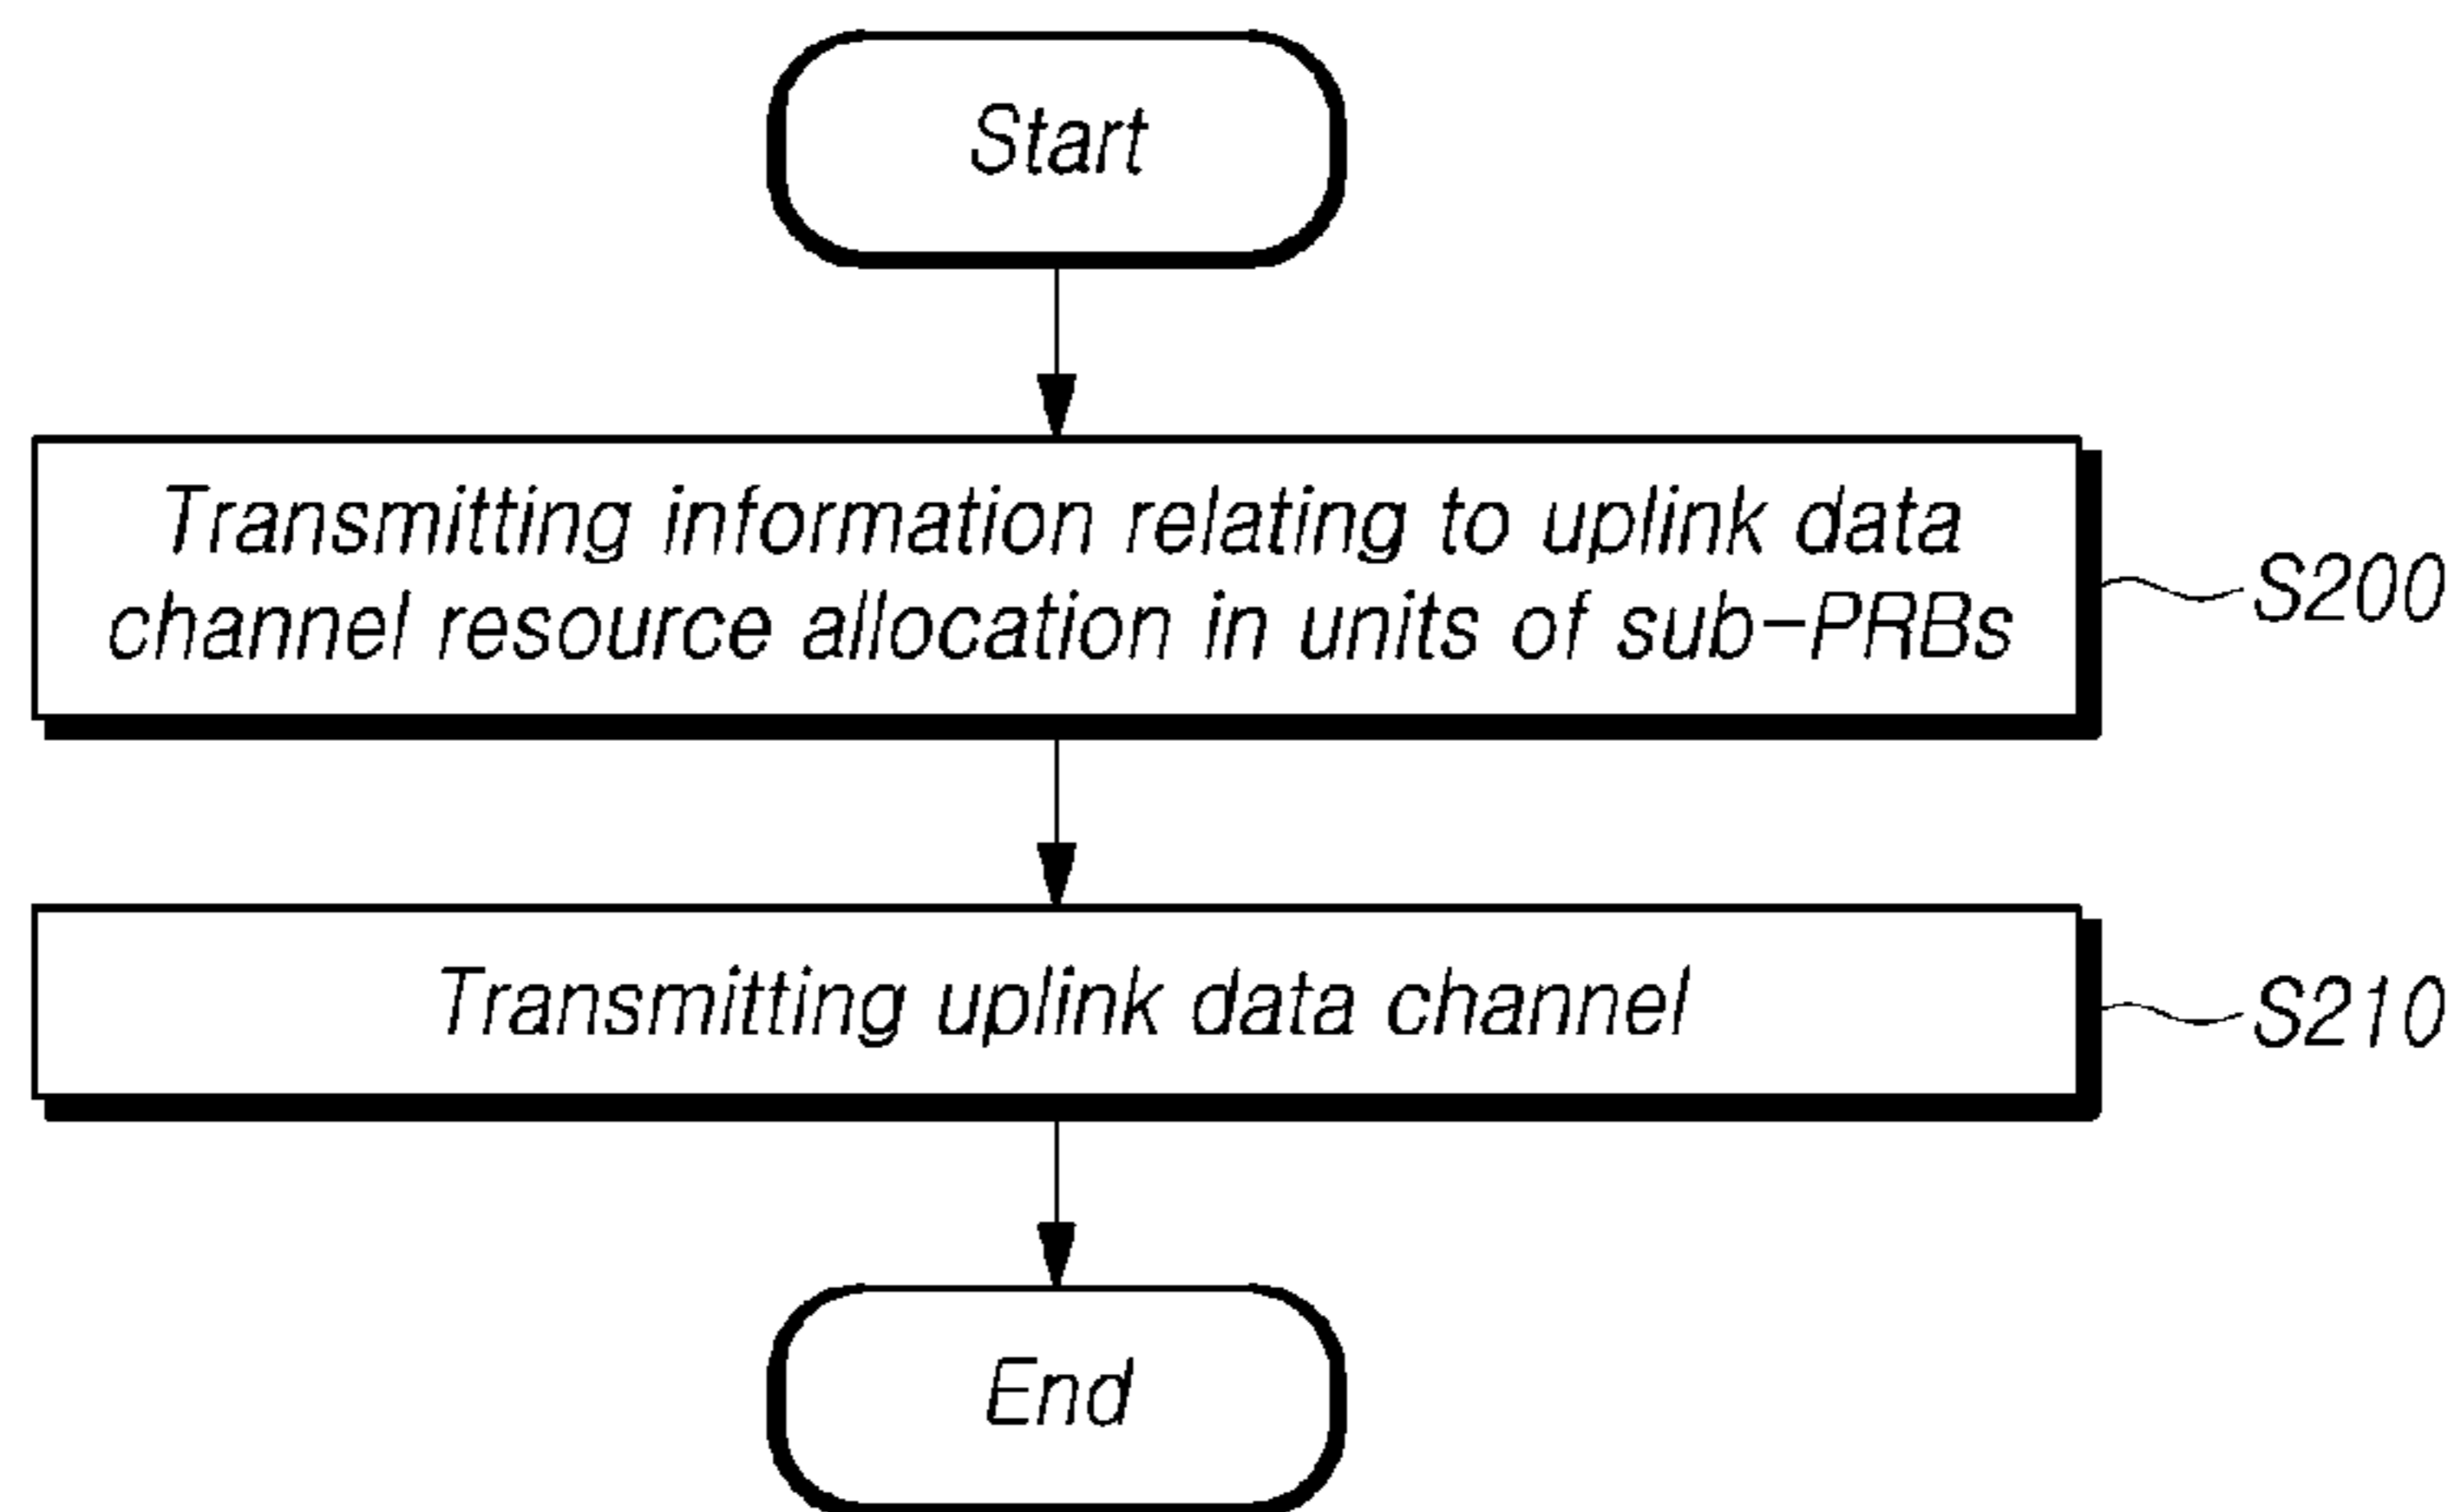 Start
Transmitting information relating to uplink data
channel resource allocation in units of sub-PRBs
S200
Transmitting uplink data channel
S210
End